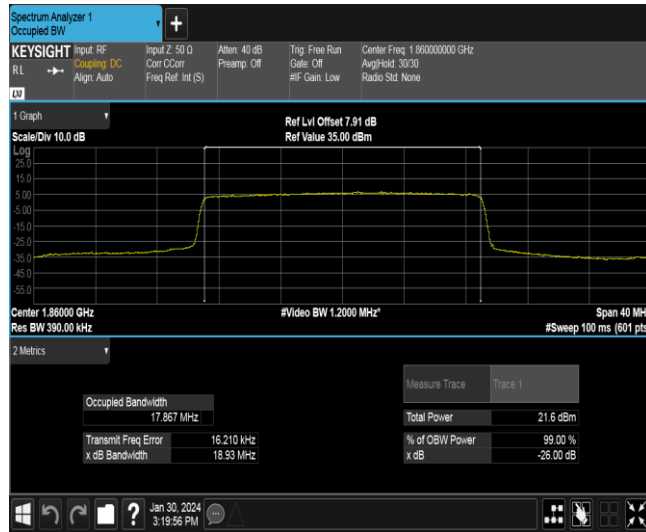 Spectrum Analyzer 1
Occupied BW
+
KEYSIGHT
RL
LXI
Input: RF
Coupling: DC
Align: Auto
Input Z: 50 Ω
Corr CCorr
Freq Ref: Int (S)
Atten: 40 dB
Preamp: Off
Trig: Free Run
Gate: Off
#IF Gain: Low
Center Freq: 1.860000000 GHz
Avg|Hold: 30/30
Radio Std: None
1 Graph
Scale/Div 10.0 dB
Ref Lvl Offset 7.91 dB
Ref Value 35.00 dBm
Log
25.0
15.0
5.00
-5.00
-15.0
-25.0
-35.0
-45.0
-55.0
Center 1.86000 GHz
Res BW 390.00 kHz
#Video BW 1.2000 MHz*
Span 40 MH
#Sweep 100 ms (601 pts
2 Metrics
Measure Trace Trace 1
Occupied Bandwidth
17.867 MHz
Total Power 21.6 dBm
Transmit Freq Error 16.210 kHz
% of OBW Power 99.00 %
x dB Bandwidth 18.93 MHz
x dB -26.00 dB
?
Jan 30, 2024
3:19:56 PM